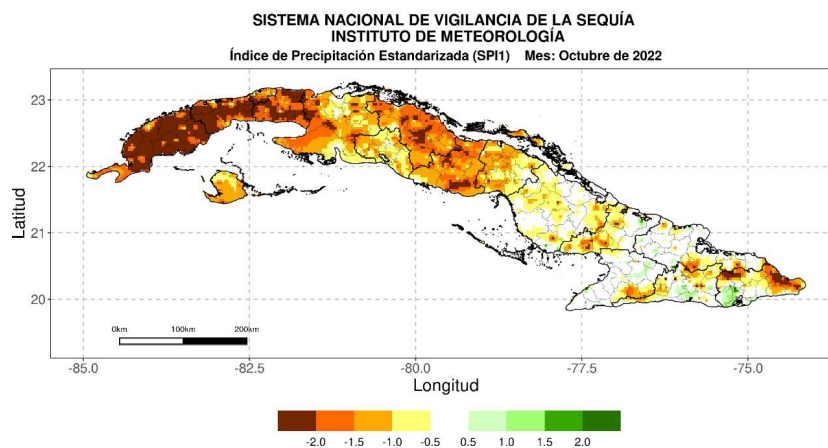 SISTEMA NACIONAL DE VIGILANCIA DE LA SEQUÍA
INSTITUTO DE METEOROLOGÍA
Índice de Precipitación Estandarizada (SPI1) Mes: Octubre de 2022
23
22
21
20
Latitud
0km 100km 200km
-85.0 -82.5 -80.0 -77.5 -75.0
Longitud
-2.0 -1.5 -1.0 -0.5 0.5 1.0 1.5 2.0